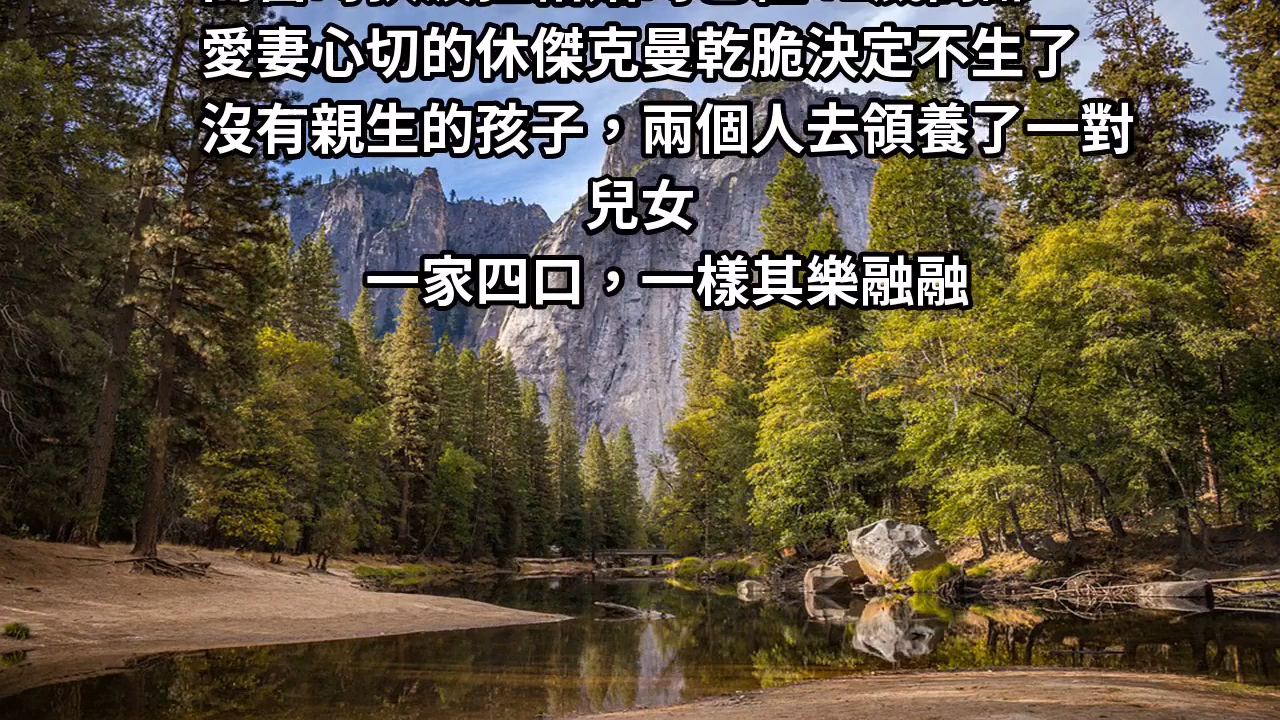 愛妻心切的休傑克曼乾脆決定不生了
沒有親生的孩子，兩個人去領養了一對
兒女
一家四口，一樣其樂融融